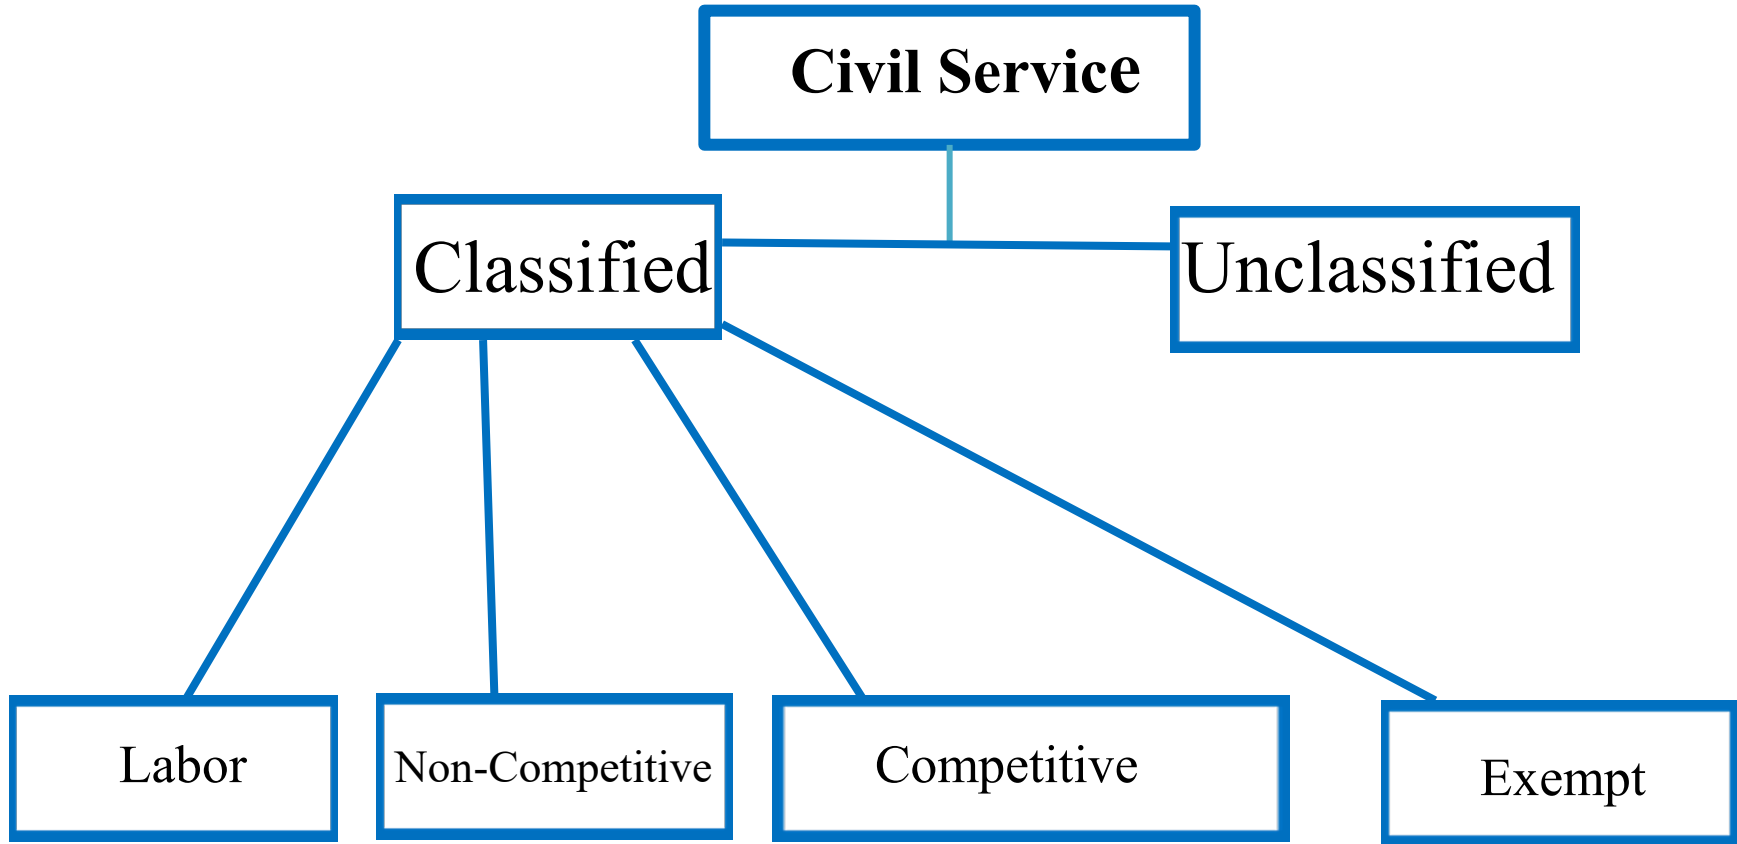 Civil Service
Classified
Unclassified
Labor
Non-Competitive
Competitive
Exempt